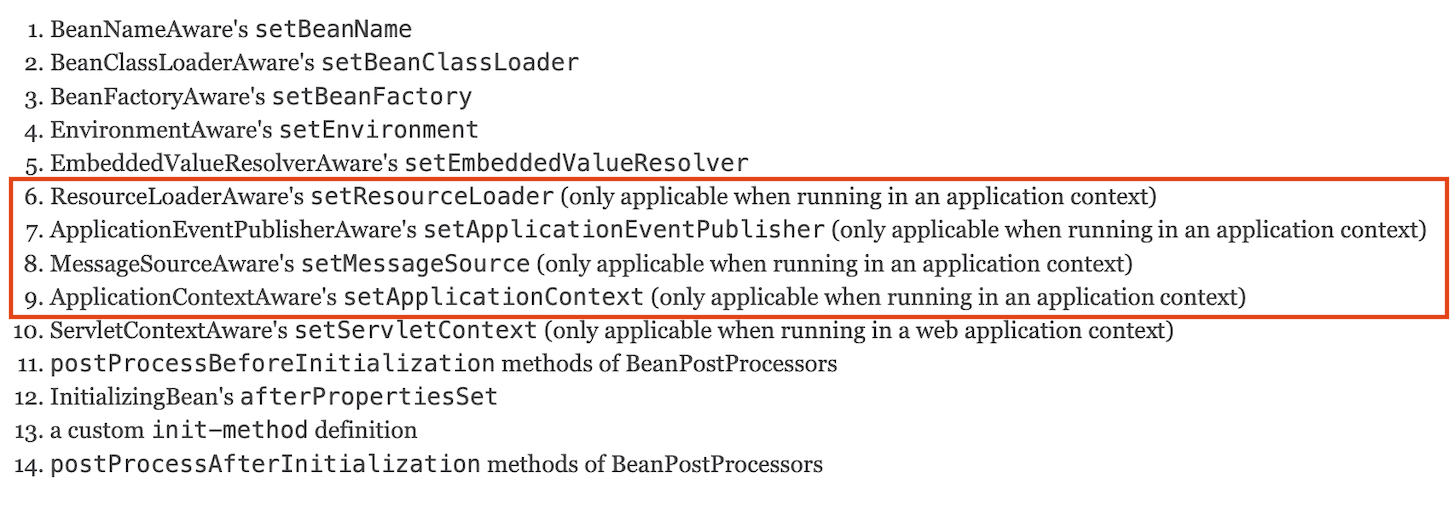 1. BeanNameAware's setBeanName
2. BeanClassLoaderAware's setBeanClassLoader
3. BeanFactoryAware's setBeanFactory
4. EnvironmentAware's setEnvironment
5. EmbeddedValueResolverAware's setEmbeddedValueResolver
6. ResourceLoaderAware's setResourceLoader (only applicable when running in an application context)
7. ApplicationEventPublisherAware's setApplicationEventPublisher (only applicable when running in an application context)
8. MessageSourceAware's setMessageSource (only applicable when running in an application context)
9. ApplicationContextAware's setApplicationContext (only applicable when running in an application context)
10. ServletContextAware's setServletContext (only applicable when running in a web application context)
11. postProcessBeforeInitialization methods of BeanPostProcessors
12. InitializingBean's afterPropertiesSet
13. a custom init-method definition
14. postProcessAfterInitialization methods of BeanPostProcessors